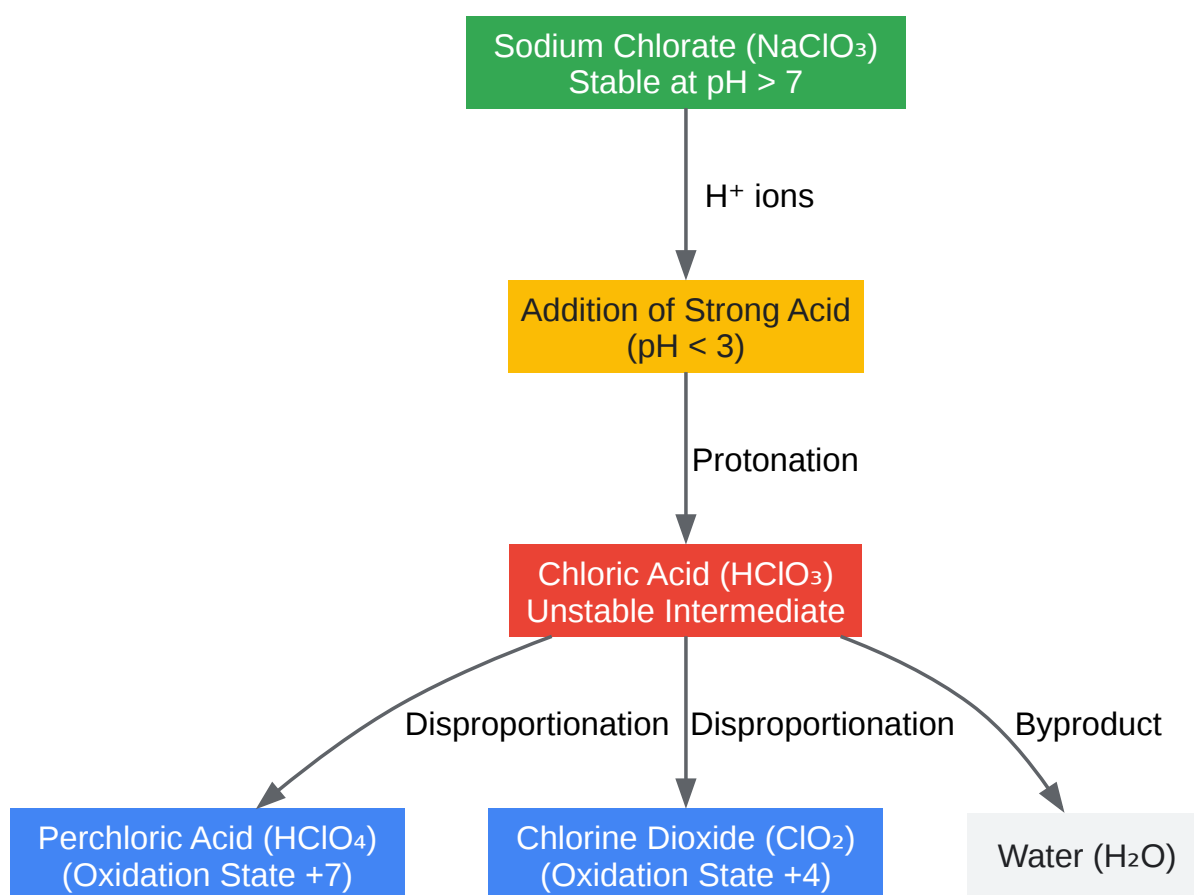 Sodium Chlorate (NaClO₃)
Stable at pH > 7
H⁺ ions
Addition of Strong Acid
(pH < 3)
Protonation
Chloric Acid (HClO₃)
Unstable Intermediate
Disproportionation
Disproportionation
Byproduct
Perchloric Acid (HClO₄)
(Oxidation State +7)
Chlorine Dioxide (ClO₂)
(Oxidation State +4)
Water (H₂O)